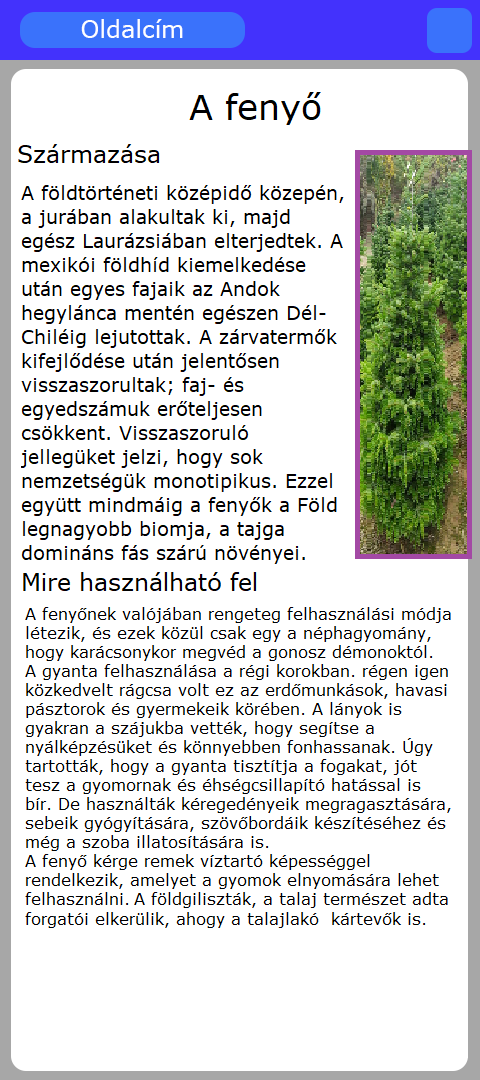 Oldalcím
A fenyő
Származása
A földtörténeti középidő közepén,
a jurában alakultak ki, majd
egész Laurázsiában elterjedtek. A
mexikói földhíd kiemelkedése
után egyes fajaik az Andok
hegylánca mentén egészen Dél-
Chiléig lejutottak. A zárvatermők
kifejlődése után jelentősen
visszaszorultak; faj- és
egyedszámuk erőteljesen
csökkent. Visszaszoruló
jellegüket jelzi, hogy sok
nemzetségük monotipikus. Ezzel
együtt mindmáig a fenyők a Föld
legnagyobb biomja, a tajga
domináns fás szárú növényei.
Mire használható fel
A fenyőnek valójában rengeteg felhasználási módja
létezik, és ezek közül csak egy a néphagyomány,
hogy karácsonykor megvéd a gonosz démonoktól.
A gyanta felhasználása a régi korokban. régen igen
közkedvelt rágcsa volt ez az erdőmunkások, havasi
pásztorok és gyermekeik körében. A lányok is
gyakran a szájukba vették, hogy segítse a
nyálképzésüket és könnyebben fonhassanak. Úgy
tartották, hogy a gyanta tisztítja a fogakat, jót
tesz a gyomornak és éhségcsillapító hatással is
bír. De használták kéregedényeik megragasztására,
sebeik gyógyítására, szövőbordáik készítéséhez és
még a szoba illatosítására is.
A fenyő kérge remek víztartó képességgel
rendelkezik, amelyet a gyomok elnyomására lehet
felhasználni. A földgiliszták, a talaj természet adta
forgatói elkerülik, ahogy a talajlakó  kártevők is.